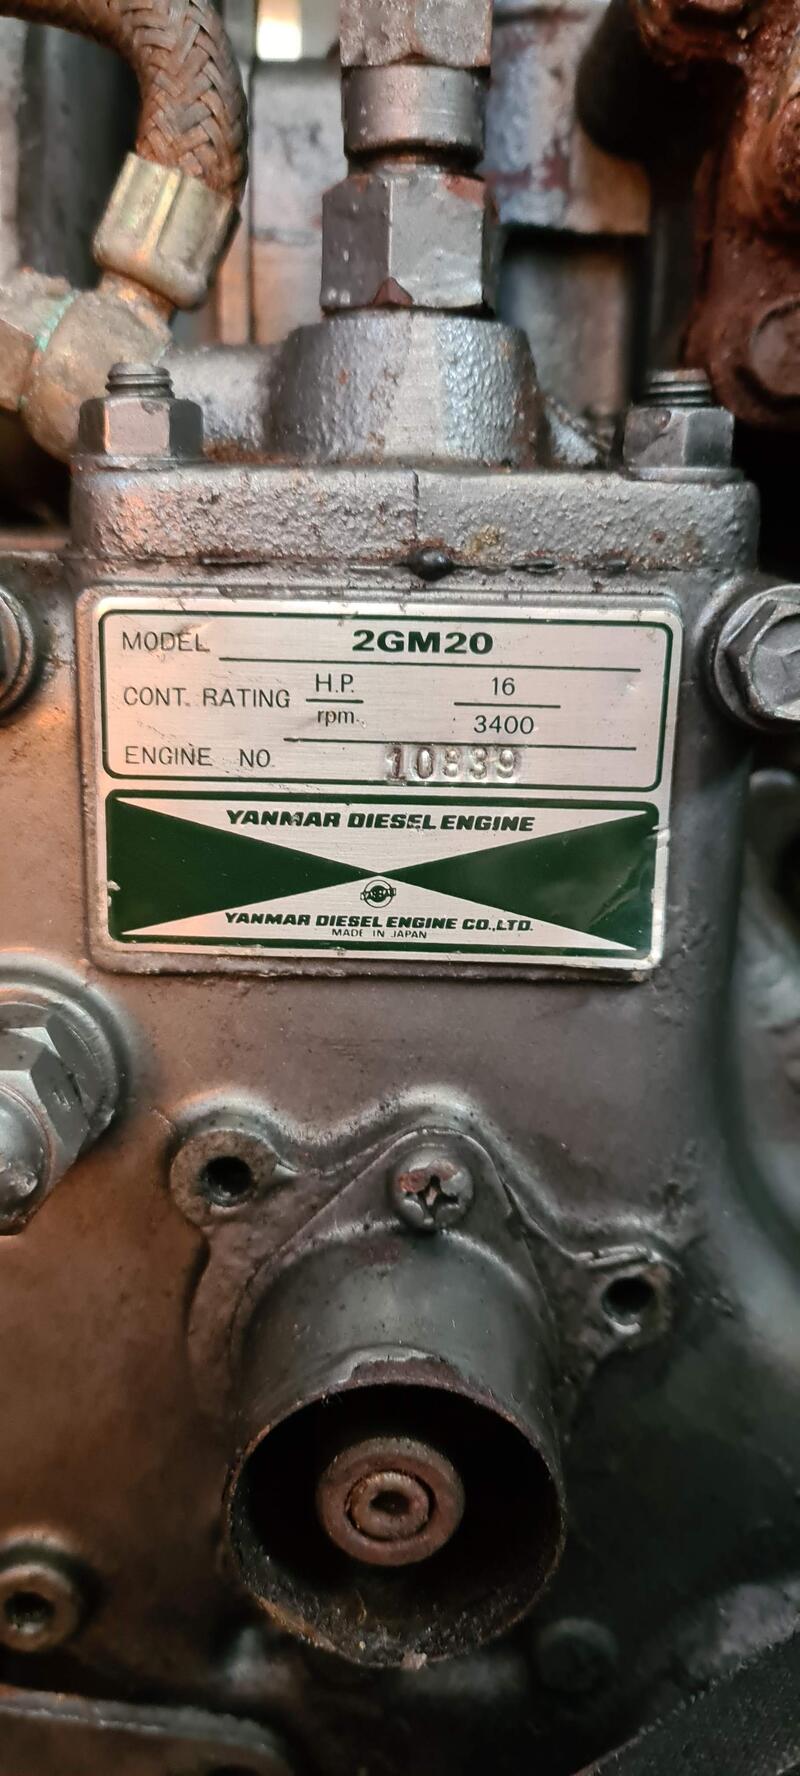 MODEL 2GM20
CONT. RATING H.P. 16
rpm 3400
ENGINE NO. 10839
YANMAR DIESEL ENGINE
YANMAR
YANMAR DIESEL ENGINE CO.,LTD.
MADE IN JAPAN